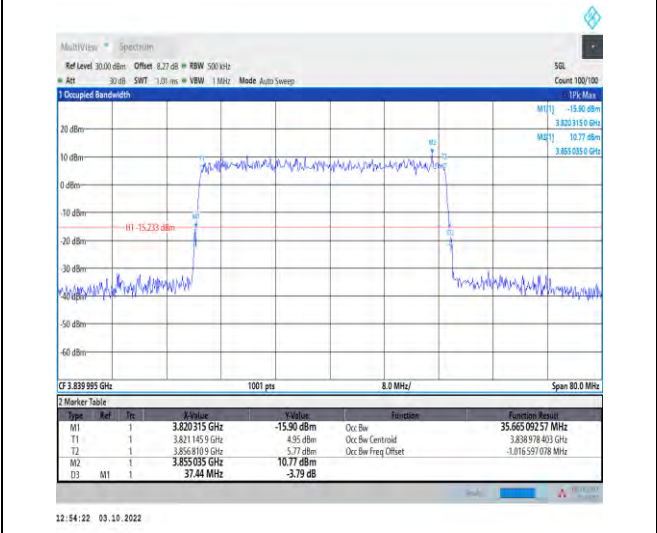 MultiView Spectrum
Ref Level 30.00 dBm Offset 8.27 dB RBW 500 kHz SGL
Att 30 dB SWT 1.01 ms VBW 1 MHz Mode Auto Sweep Count 100/100
1 Occupied Bandwidth 1Pk Max
M1[1] -15.90 dBm
3.820 315 0 GHz
20 dBm
M2[1] 10.77 dBm
3.855 035 0 GHz
M2
10 dBm
T1
0 dBm
-10 dBm
M1
H1 -15.233 dBm
D3
-20 dBm
-30 dBm
-40 dBm
-50 dBm
-60 dBm
CF 3.839 995 GHz 1001 pts 8.0 MHz/ Span 80.0 MHz
2 Marker Table
Type Ref Trc X-Value Y-Value Function Function Result
M1 1 3.820 315 GHz -15.90 dBm Occ Bw 35.665 092 57 MHz
T1 1 3.821 145 9 GHz 4.95 dBm Occ Bw Centroid 3.838 978 403 GHz
T2 1 3.856 810 9 GHz 5.77 dBm Occ Bw Freq Offset -1.016 597 078 MHz
M2 1 3.855 035 GHz 10.77 dBm
D3 M1 1 37.44 MHz -3.79 dB
12:54:22 03.10.2022